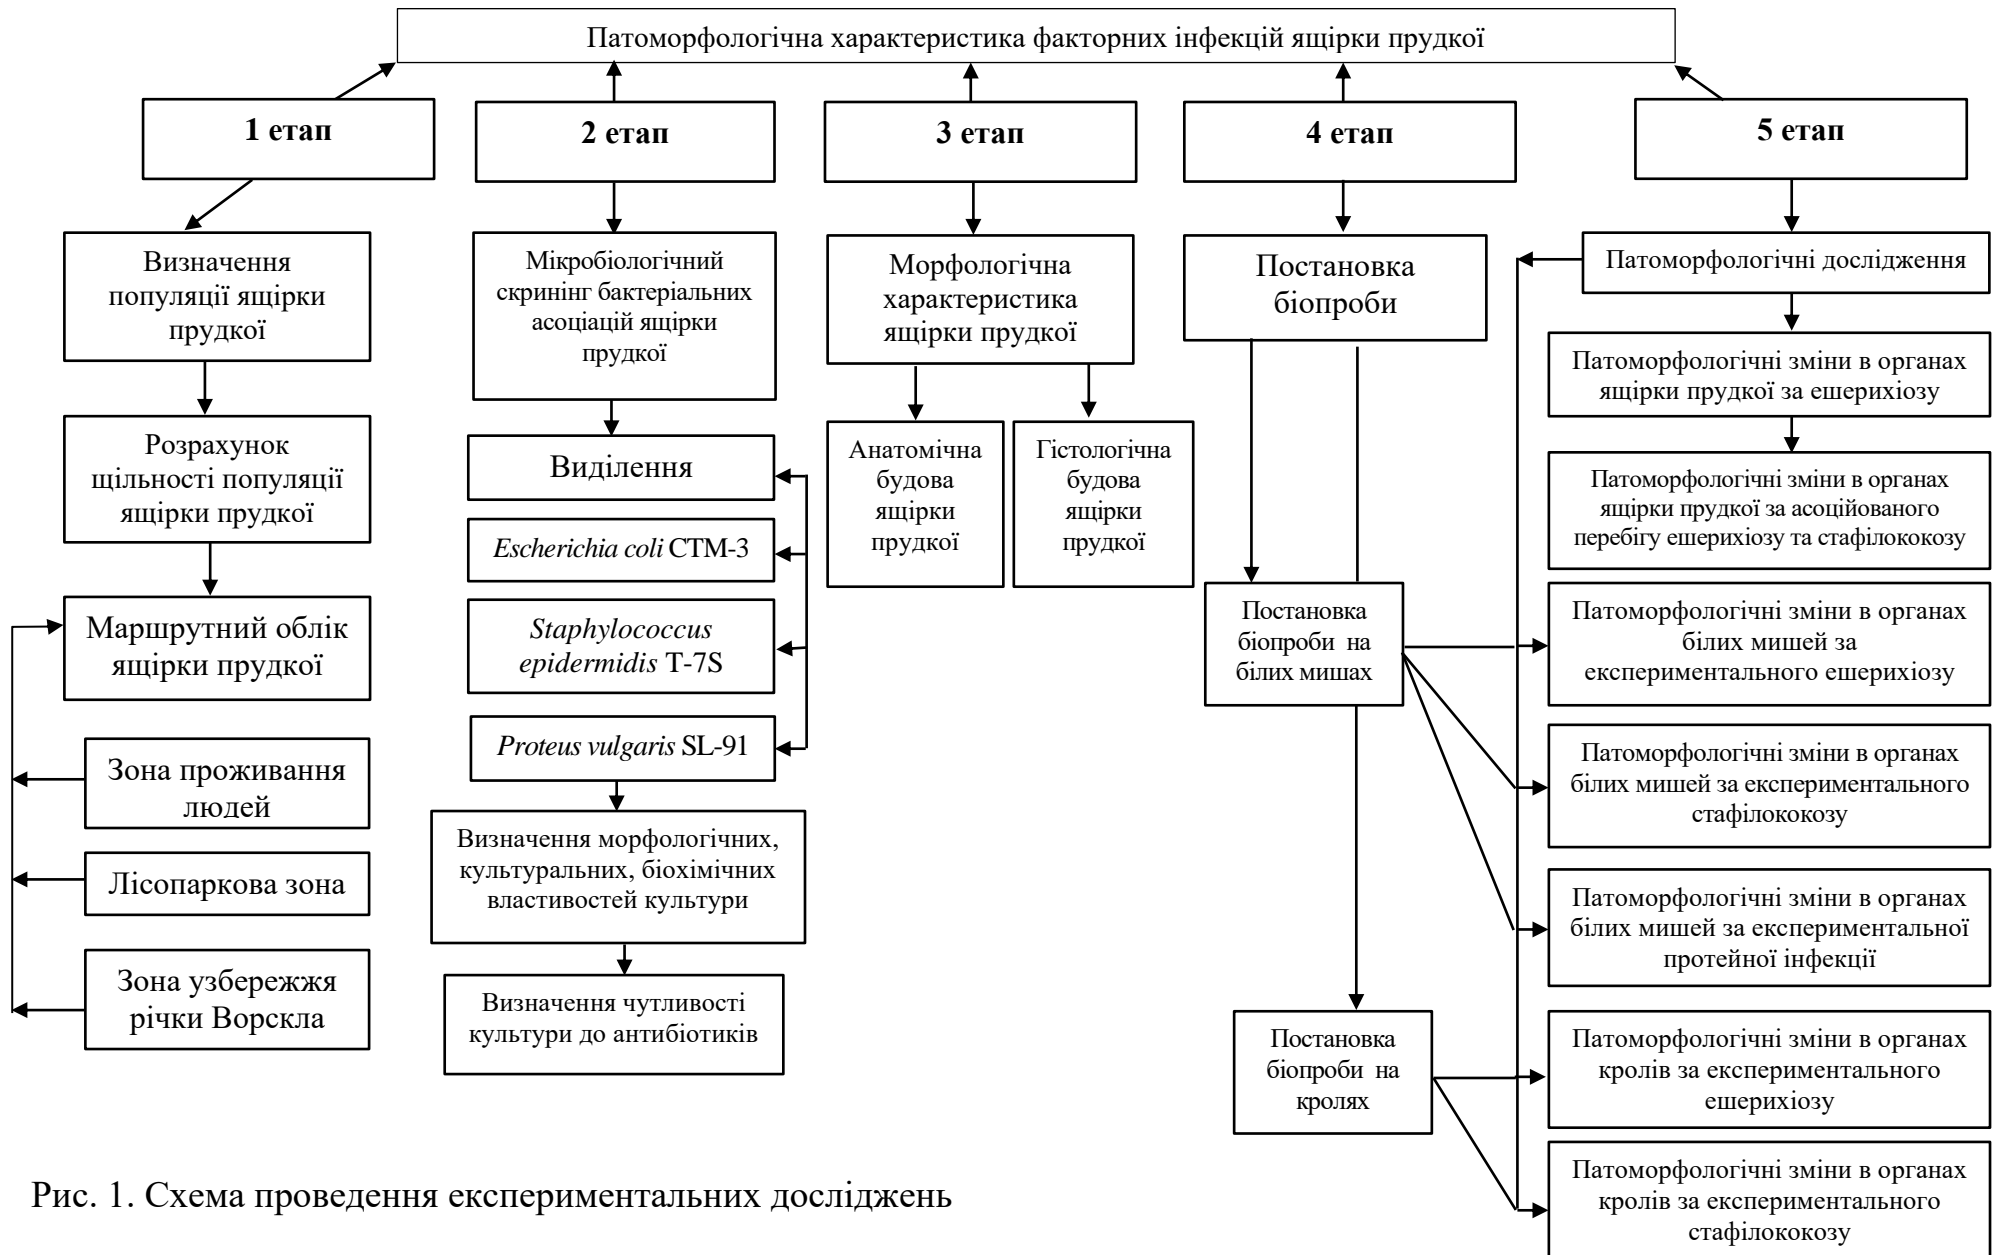 Патоморфологічна характеристика факторних інфекцій ящірки прудкої
1 етап
2 етап
3 етап
4 етап
5 етап
Визначення
популяції ящірки
прудкої
Розрахунок
щільності популяції
ящірки прудкої
Маршрутний облік
ящірки прудкої
Зона проживання
людей
Лісопаркова зона
Зона узбережжя
річки Ворскла
Мікробіологічний
скринінг бактеріальних
асоціацій ящірки
прудкої
Виділення
Escherichia coli CTM-3
Staphylococcus
epidermidis T-7S
Proteus vulgaris SL-91
Визначення морфологічних,
культуральних, біохімічних
властивостей культури
Визначення чутливості
культури до антибіотиків
Морфологічна
характеристика
ящірки прудкої
Анатомічна
будова
ящірки
прудкої
Гістологічна
будова
ящірки
прудкої
Постановка
біопроби
Постановка
біопроби на
білих мишах
Постановка
біопроби на
кролях
Патоморфологічні дослідження
Патоморфологічні зміни в органах
ящірки прудкої за ешерихіозу
Патоморфологічні зміни в органах
ящірки прудкої за асоційованого
перебігу ешерихіозу та стафілококозу
Патоморфологічні зміни в органах
білих мишей за
експериментального ешерихіозу
Патоморфологічні зміни в органах
білих мишей за експериментального
стафілококозу
Патоморфологічні зміни в органах
білих мишей за експериментальної
протейної інфекції
Патоморфологічні зміни в органах
кролів за експериментального
ешерихіозу
Патоморфологічні зміни в органах
кролів за експериментального
стафілококозу
Рис. 1. Схема проведення експериментальних досліджень